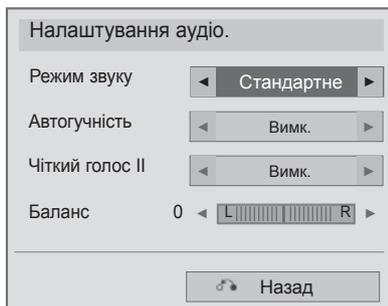 Налаштування аудіо.
Режим звуку ◄ Стандартне ►
Автогучність ◄ Вимк. ►
Чіткий голос II ◄ Вимк. ►
Баланс 0 ◄ L R ►
Назад